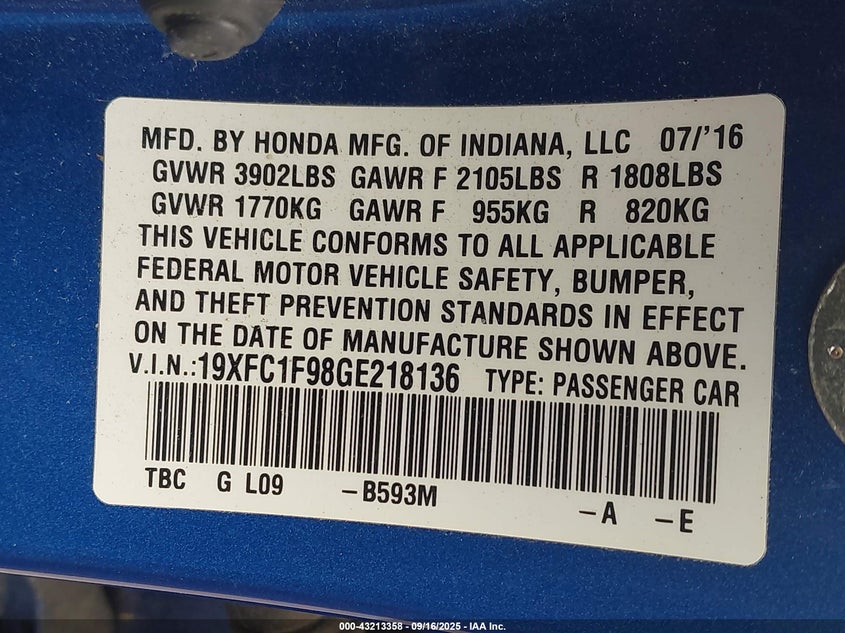 MFD. BY HONDA MFG. OF INDIANA, LLC 07/'16
GVWR 3902LBS GAWR F 2105LBS R 1808LBS
GVWR 1770KG GAWR F 955KG R 820KG
THIS VEHICLE CONFORMS TO ALL APPLICABLE
FEDERAL MOTOR VEHICLE SAFETY, BUMPER,
AND THEFT PREVENTION STANDARDS IN EFFECT
ON THE DATE OF MANUFACTURE SHOWN ABOVE.
V.I.N.:19XFC1F98GE218136 TYPE: PASSENGER CAR
TBC G L09 -B593M -A -E
000-43213358 - 09/16/2025 - IAA Inc.